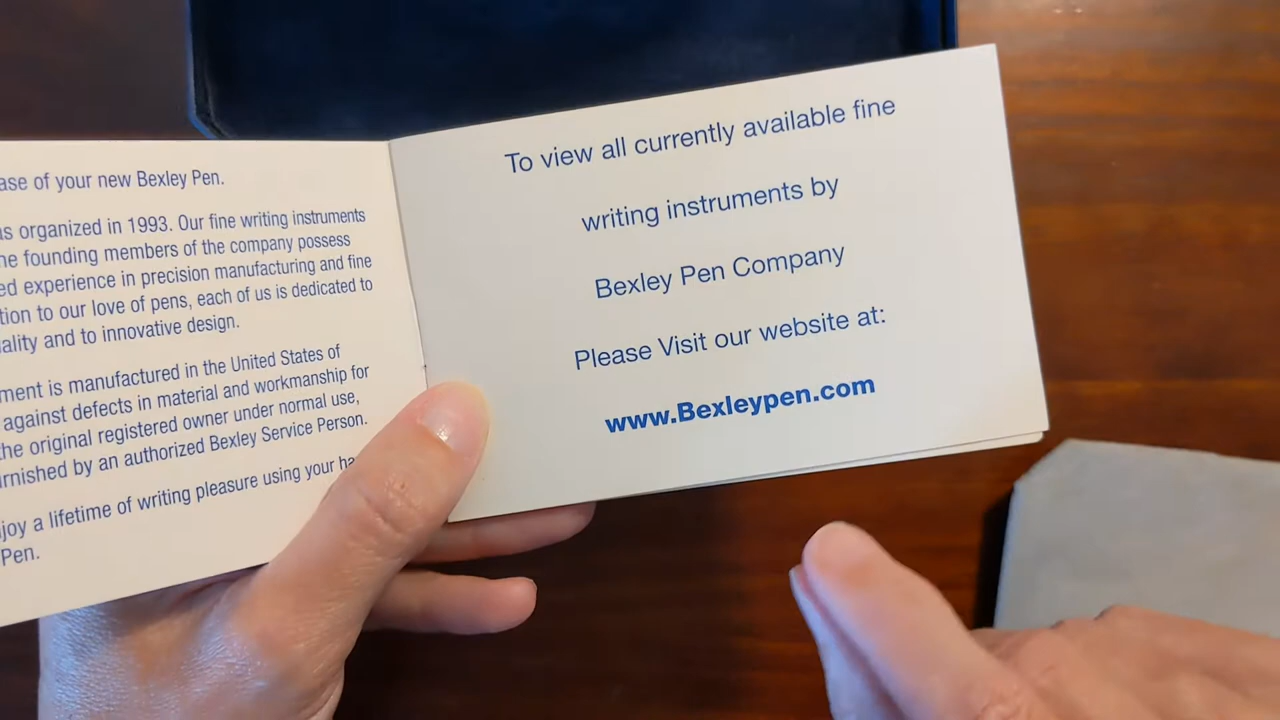 ase of your new Bexley Pen.
as organized in 1993. Our fine writing instruments
he founding members of the company possess
ed experience in precision manufacturing and fine
tion to our love of pens, each of us is dedicated to
ality and to innovative design.
ment is manufactured in the United States of
against defects in material and workmanship for
the original registered owner under normal use,
urnished by an authorized Bexley Service Person.
njoy a lifetime of writing pleasure using your ha
Pen.
To view all currently available fine
writing instruments by
Bexley Pen Company
Please Visit our website at:
www.Bexleypen.com